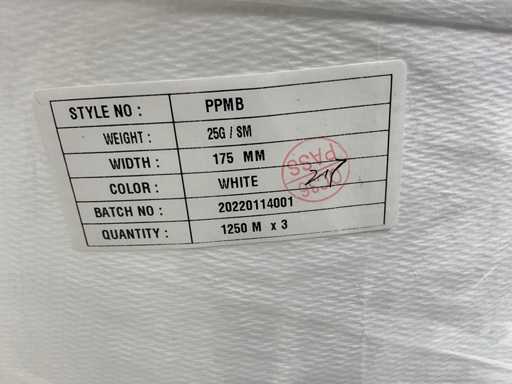 STYLE NO : PPMB
WEIGHT : 25G / SM
WIDTH : 175 MM
COLOR : WHITE
BATCH NO : 20220114001
QUANTITY : 1250 M x 3
PASS